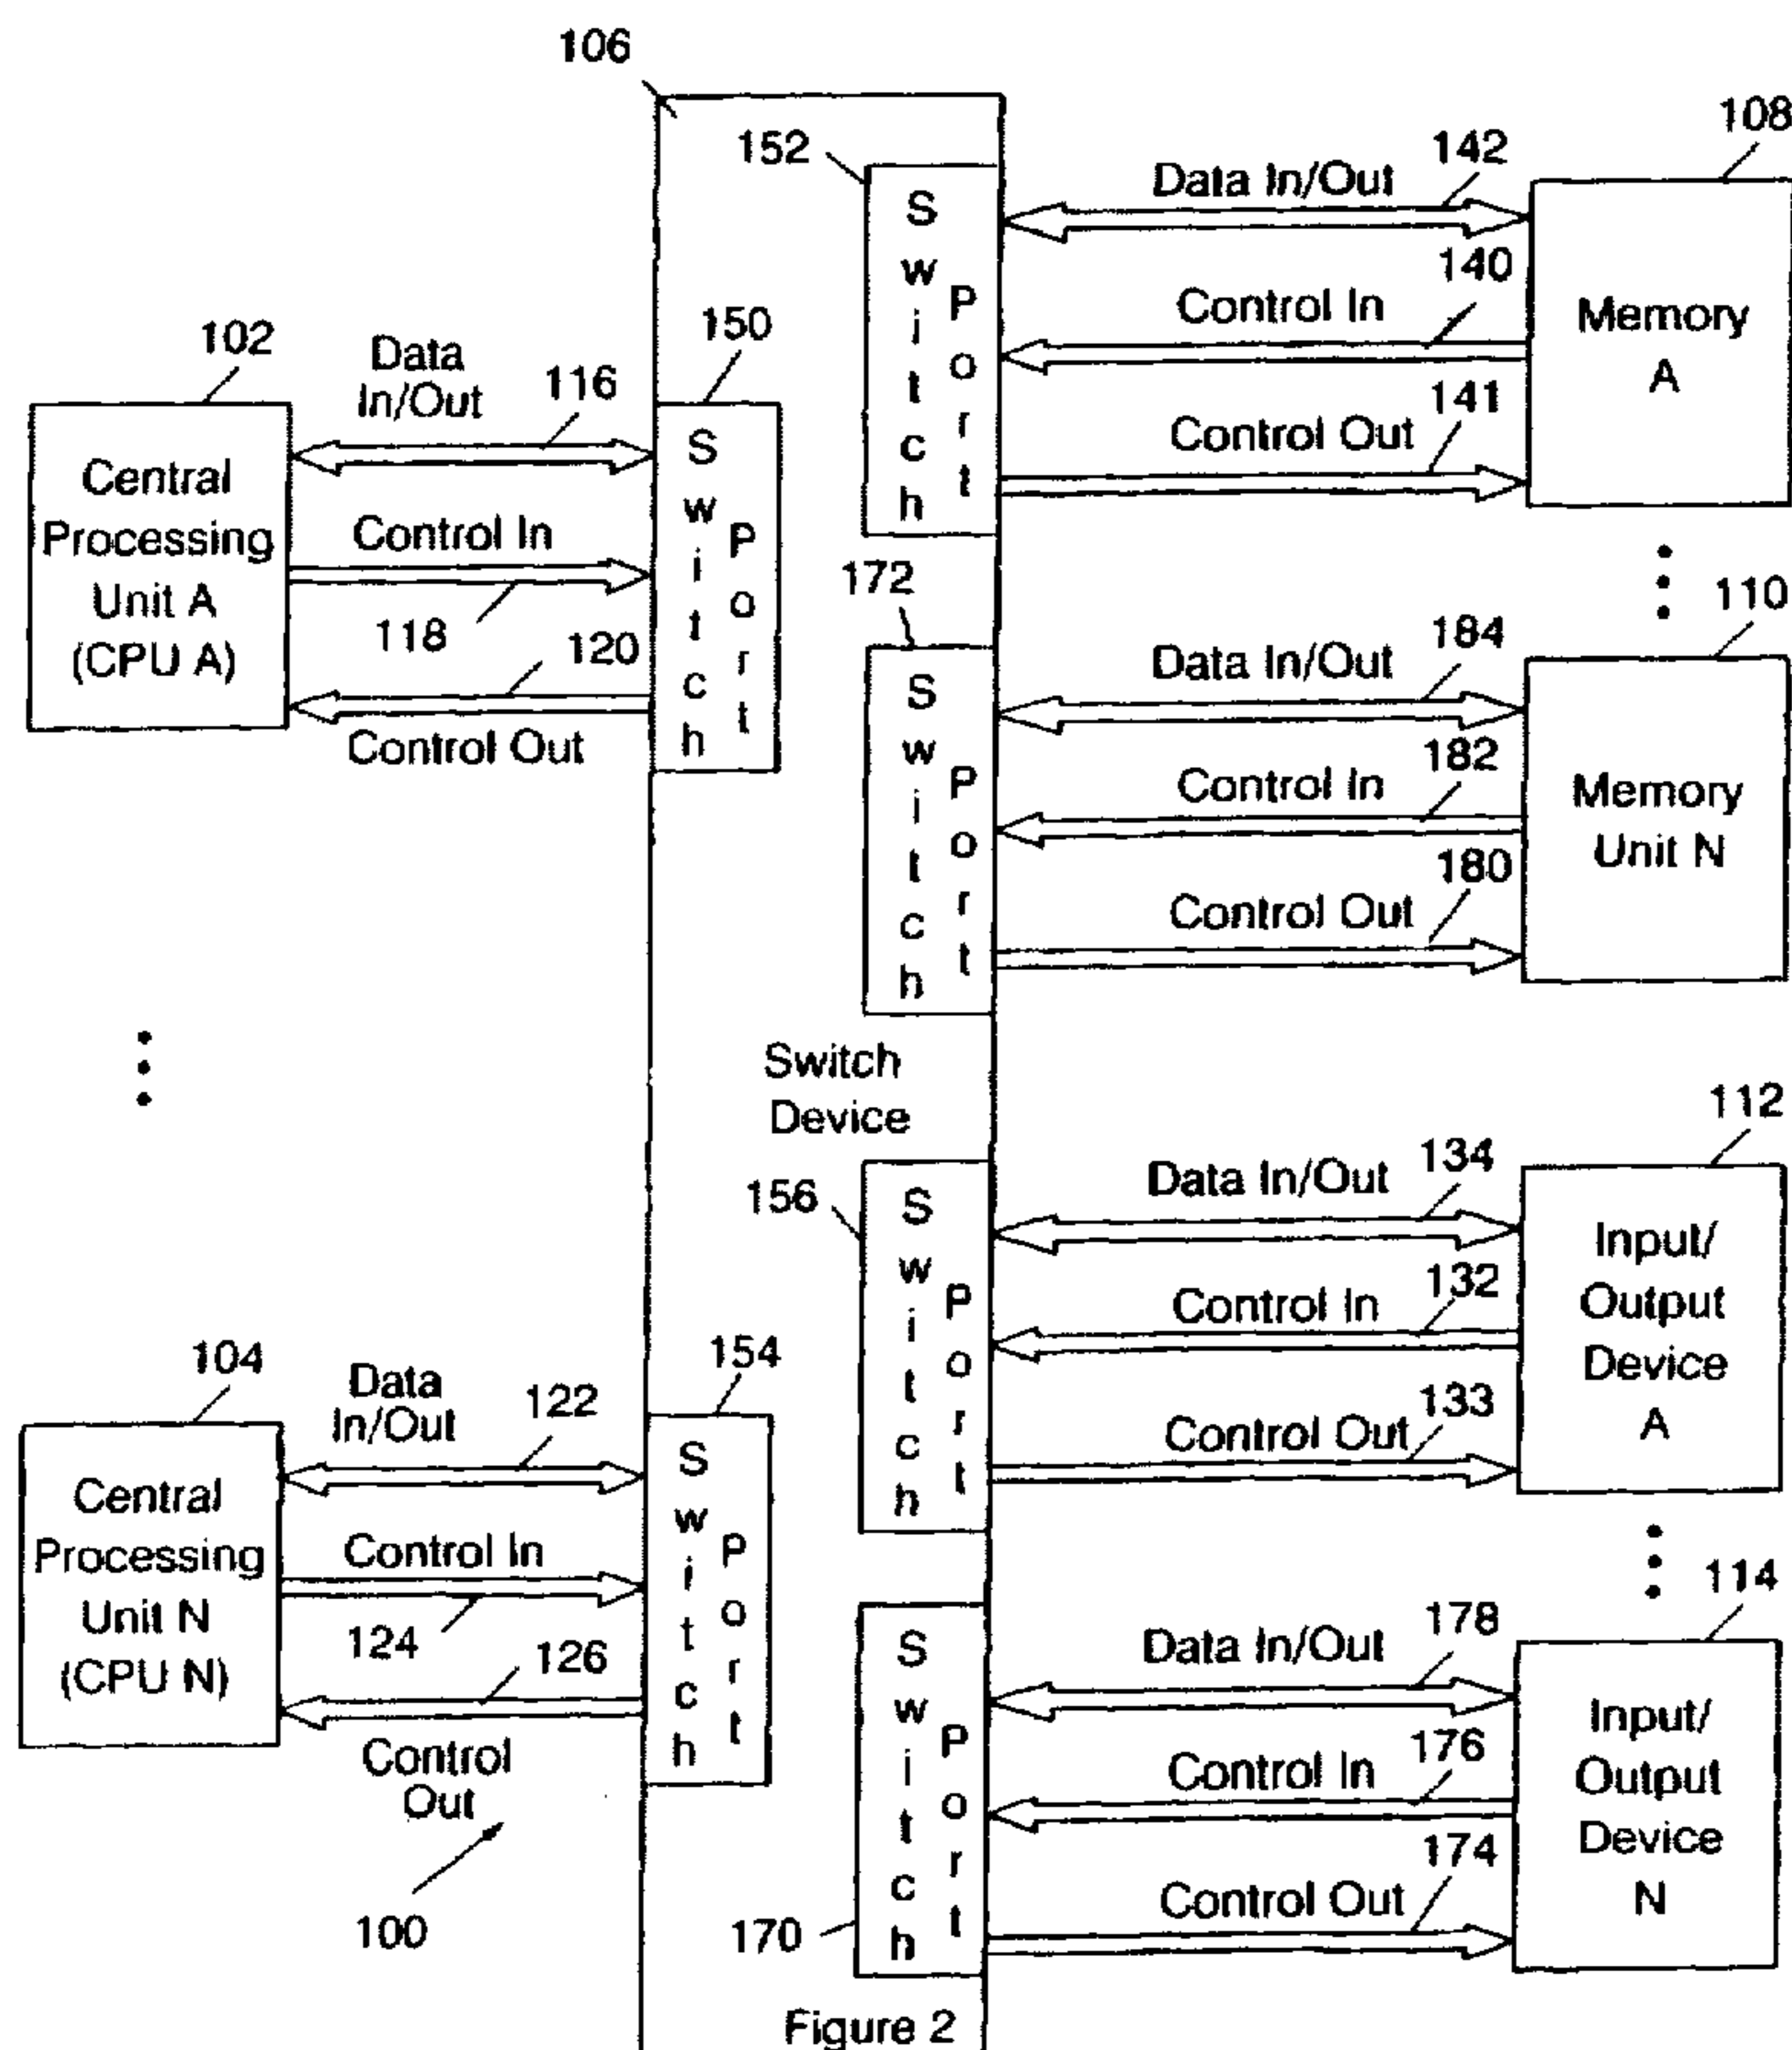 106
152
Switch Port
Data In/Out
142
108
Control In
140
Memory
A
Control Out
141
102
Data
In/Out
116
150
Switch Port
Central
Processing
Unit A
(CPU A)
Control In
118
120
Control Out
172
Switch Port
Data In/Out
184
110
Control In
182
Memory
Unit N
Control Out
180
Switch
Device
156
Switch Port
Data In/Out
134
112
Control In
132
Input/
Output
Device
A
Control Out
133
104
Data
In/Out
122
154
Switch Port
Central
Processing
Unit N
(CPU N)
Control In
124
126
Control
Out
100
170
Switch Port
Data In/Out
178
114
Control In
176
Input/
Output
Device
N
Control Out
174
Figure 2